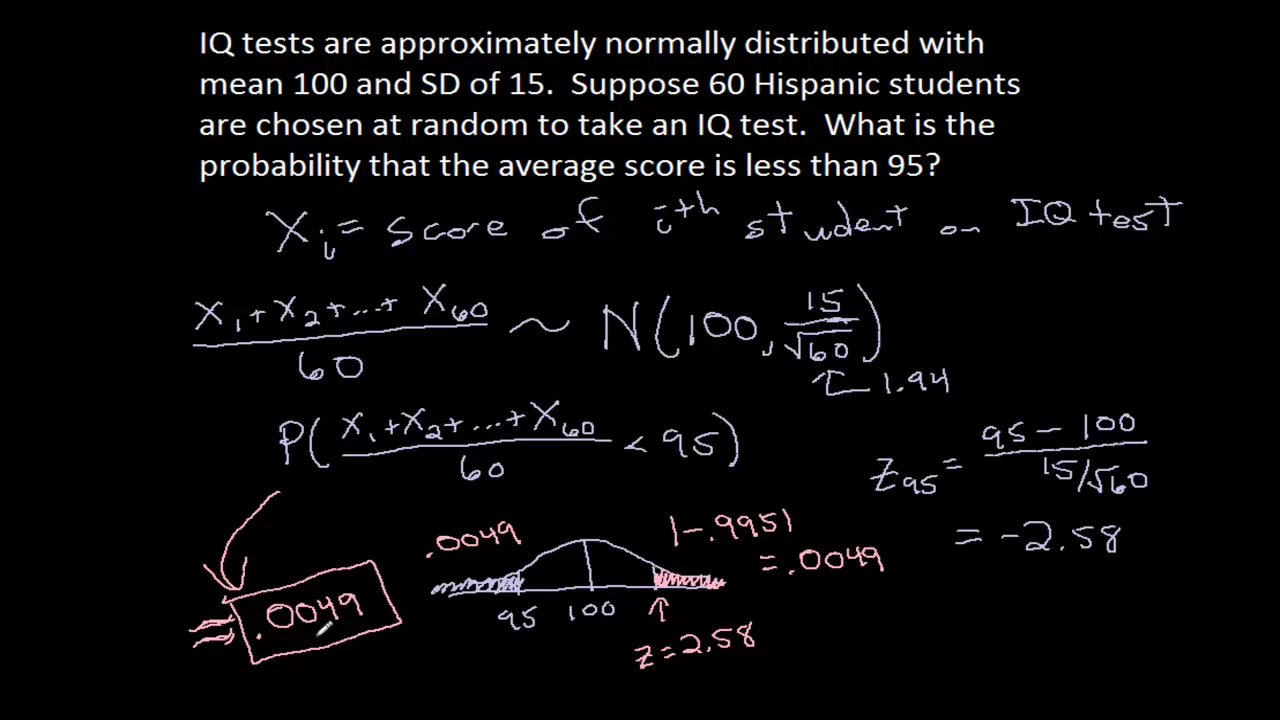 IQ tests are approximately normally distributed with
mean 100 and SD of 15. Suppose 60 Hispanic students
are chosen at random to take an IQ test. What is the
probability that the average score is less than 95?
Xi = score of ith student on IQ test
X1+X2+...+X60 / 60 ~ N(100, 15/√60)
1.94
P(X1+X2+...+X60 / 60 < 95)
Z95 = 95 - 100 / 15/√60
= -2.58
.0049
1-.9951
= .0049
95 100
z=2.58
≈ .0049